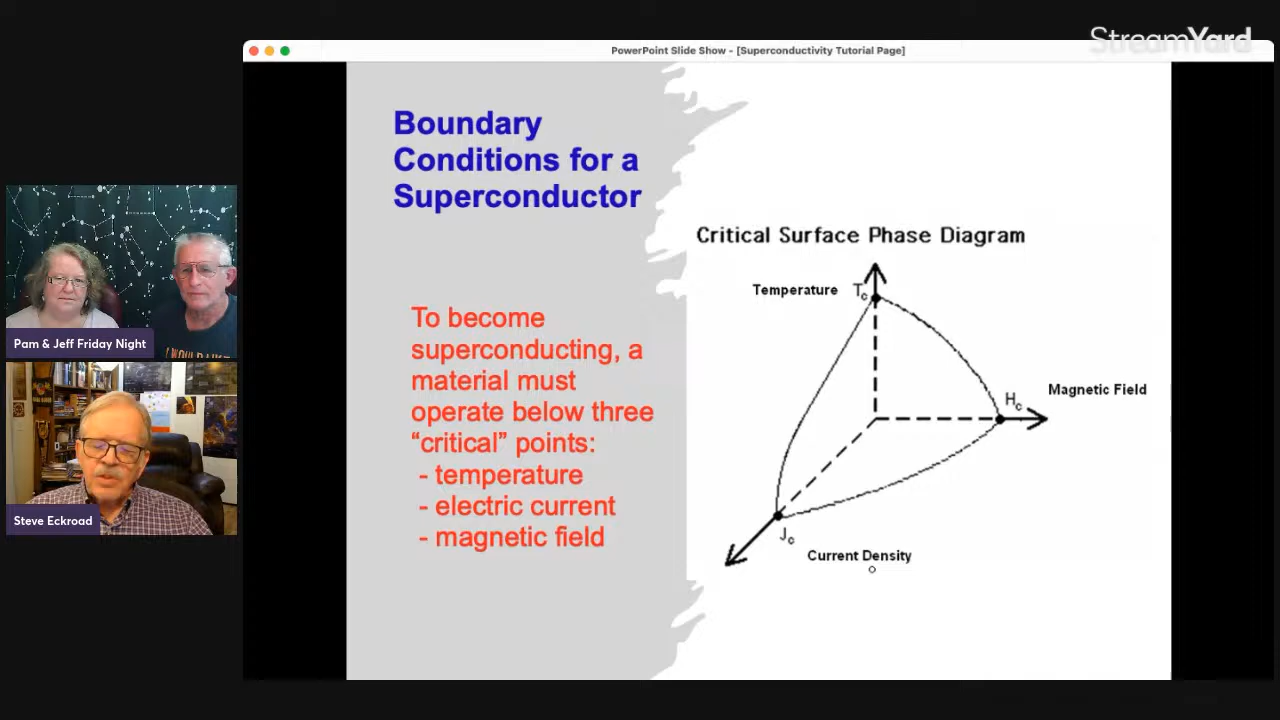 StreamYard
PowerPoint Slide Show - [Superconductivity Tutorial Page]
Boundary
Conditions for a
Superconductor
To become
superconducting, a
material must
operate below three
“critical” points:
- temperature
- electric current
- magnetic field
Critical Surface Phase Diagram
Temperature
Tc
Hc
Magnetic Field
Jc
Current Density
Pam & Jeff Friday Night
Steve Eckroad